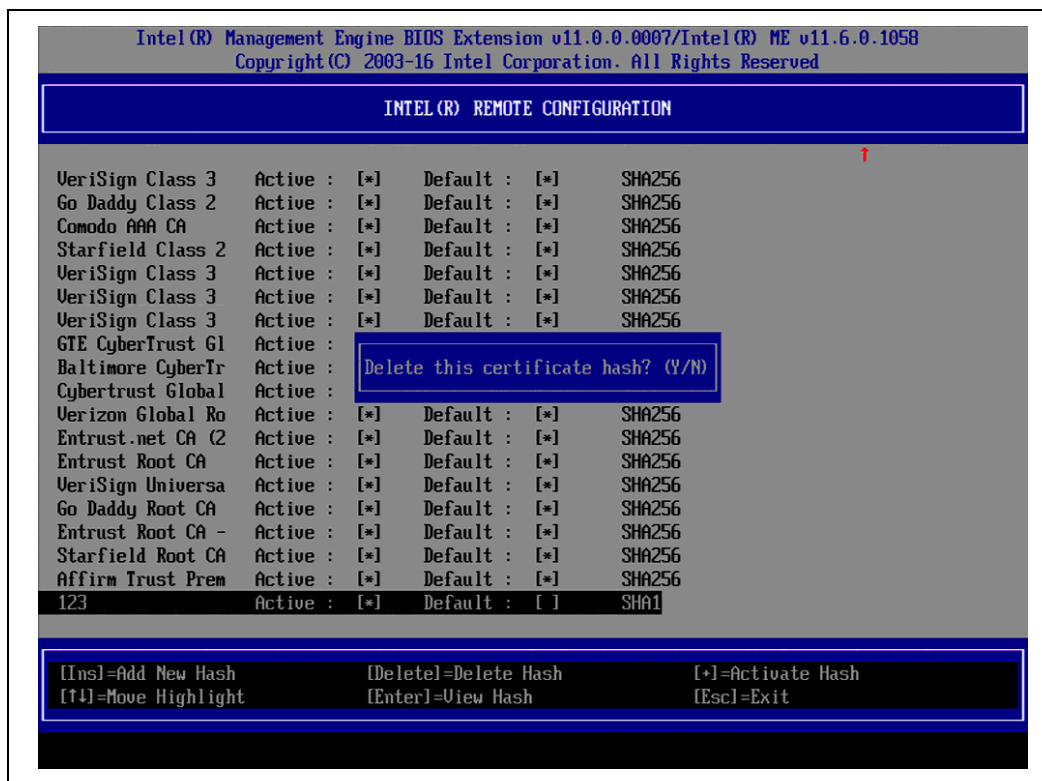 Intel(R) Management Engine BIOS Extension v11.0.0.0007/Intel(R) ME v11.6.0.1058
Copyright(C) 2003-16 Intel Corporation. All Rights Reserved
INTEL(R) REMOTE CONFIGURATION
↑
VeriSign Class 3 Active : [*] Default : [*] SHA256
Go Daddy Class 2 Active : [*] Default : [*] SHA256
Comodo AAA CA Active : [*] Default : [*] SHA256
Starfield Class 2 Active : [*] Default : [*] SHA256
VeriSign Class 3 Active : [*] Default : [*] SHA256
VeriSign Class 3 Active : [*] Default : [*] SHA256
VeriSign Class 3 Active : [*] Default : [*] SHA256
GTE CyberTrust Gl Active :
Baltimore CyberTr Active : Delete this certificate hash? (Y/N)
Cybertrust Global Active :
Verizon Global Ro Active : [*] Default : [*] SHA256
Entrust.net CA (2 Active : [*] Default : [*] SHA256
Entrust Root CA Active : [*] Default : [*] SHA256
VeriSign Universa Active : [*] Default : [*] SHA256
Go Daddy Root CA Active : [*] Default : [*] SHA256
Entrust Root CA - Active : [*] Default : [*] SHA256
Starfield Root CA Active : [*] Default : [*] SHA256
Affirm Trust Prem Active : [*] Default : [*] SHA256
123 Active : [*] Default : [ ] SHA1
[Ins]=Add New Hash [Delete]=Delete Hash [+]=Activate Hash
[↑↓]=Move Highlight [Enter]=View Hash [Esc]=Exit